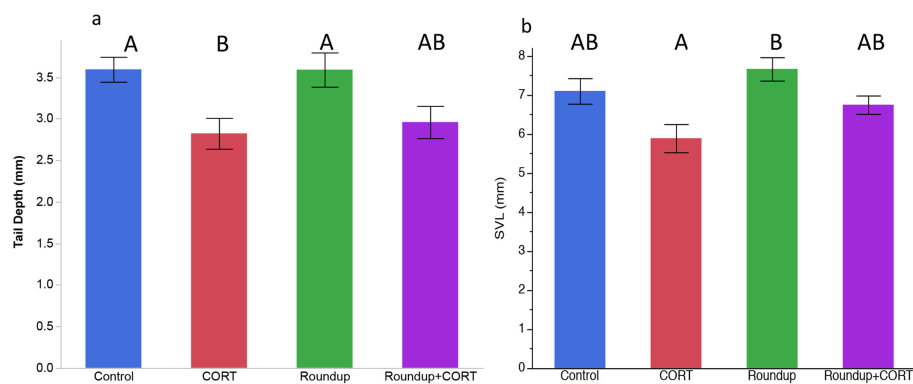 a
A B A AB
Tail Depth (mm)
3.5
3.0
2.5
2.0
1.5
1.0
0.5
0.0
Control CORT Roundup Roundup+CORT
b
AB A B AB
SVL (mm)
8
7
6
5
4
3
2
1
0
Control CORT Roundup Roundup+CORT